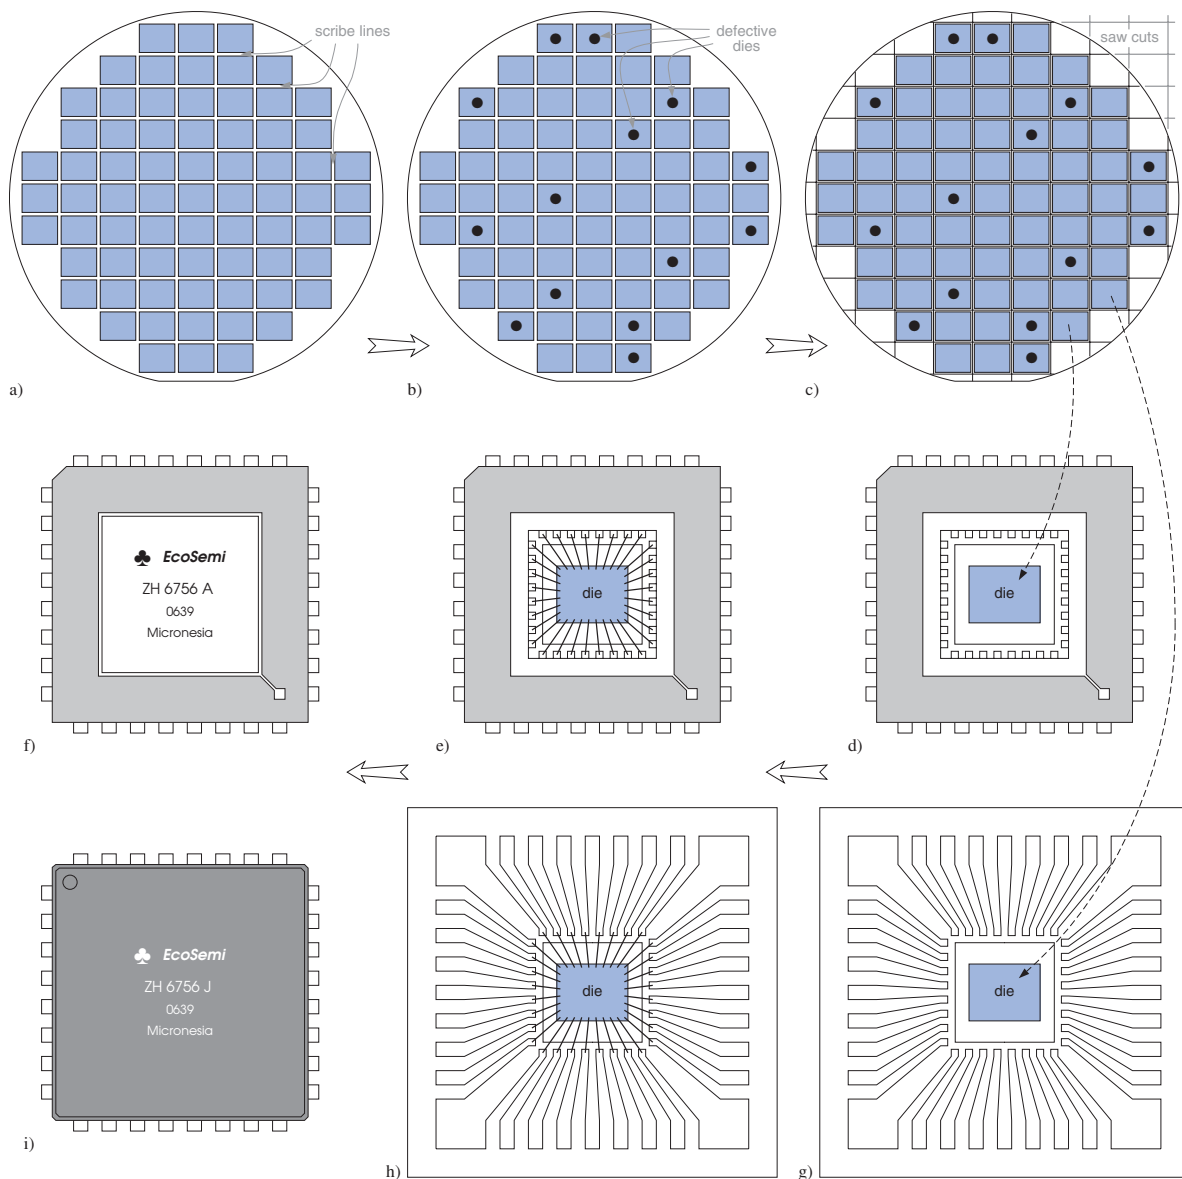 scribe lines
defective
dies
saw cuts
a)
b)
c)
EcoSemi
ZH 6756 A
0639
Micronesia
die
die
f)
e)
d)
EcoSemi
ZH 6756 J
0639
Micronesia
die
die
i)
h)
g)